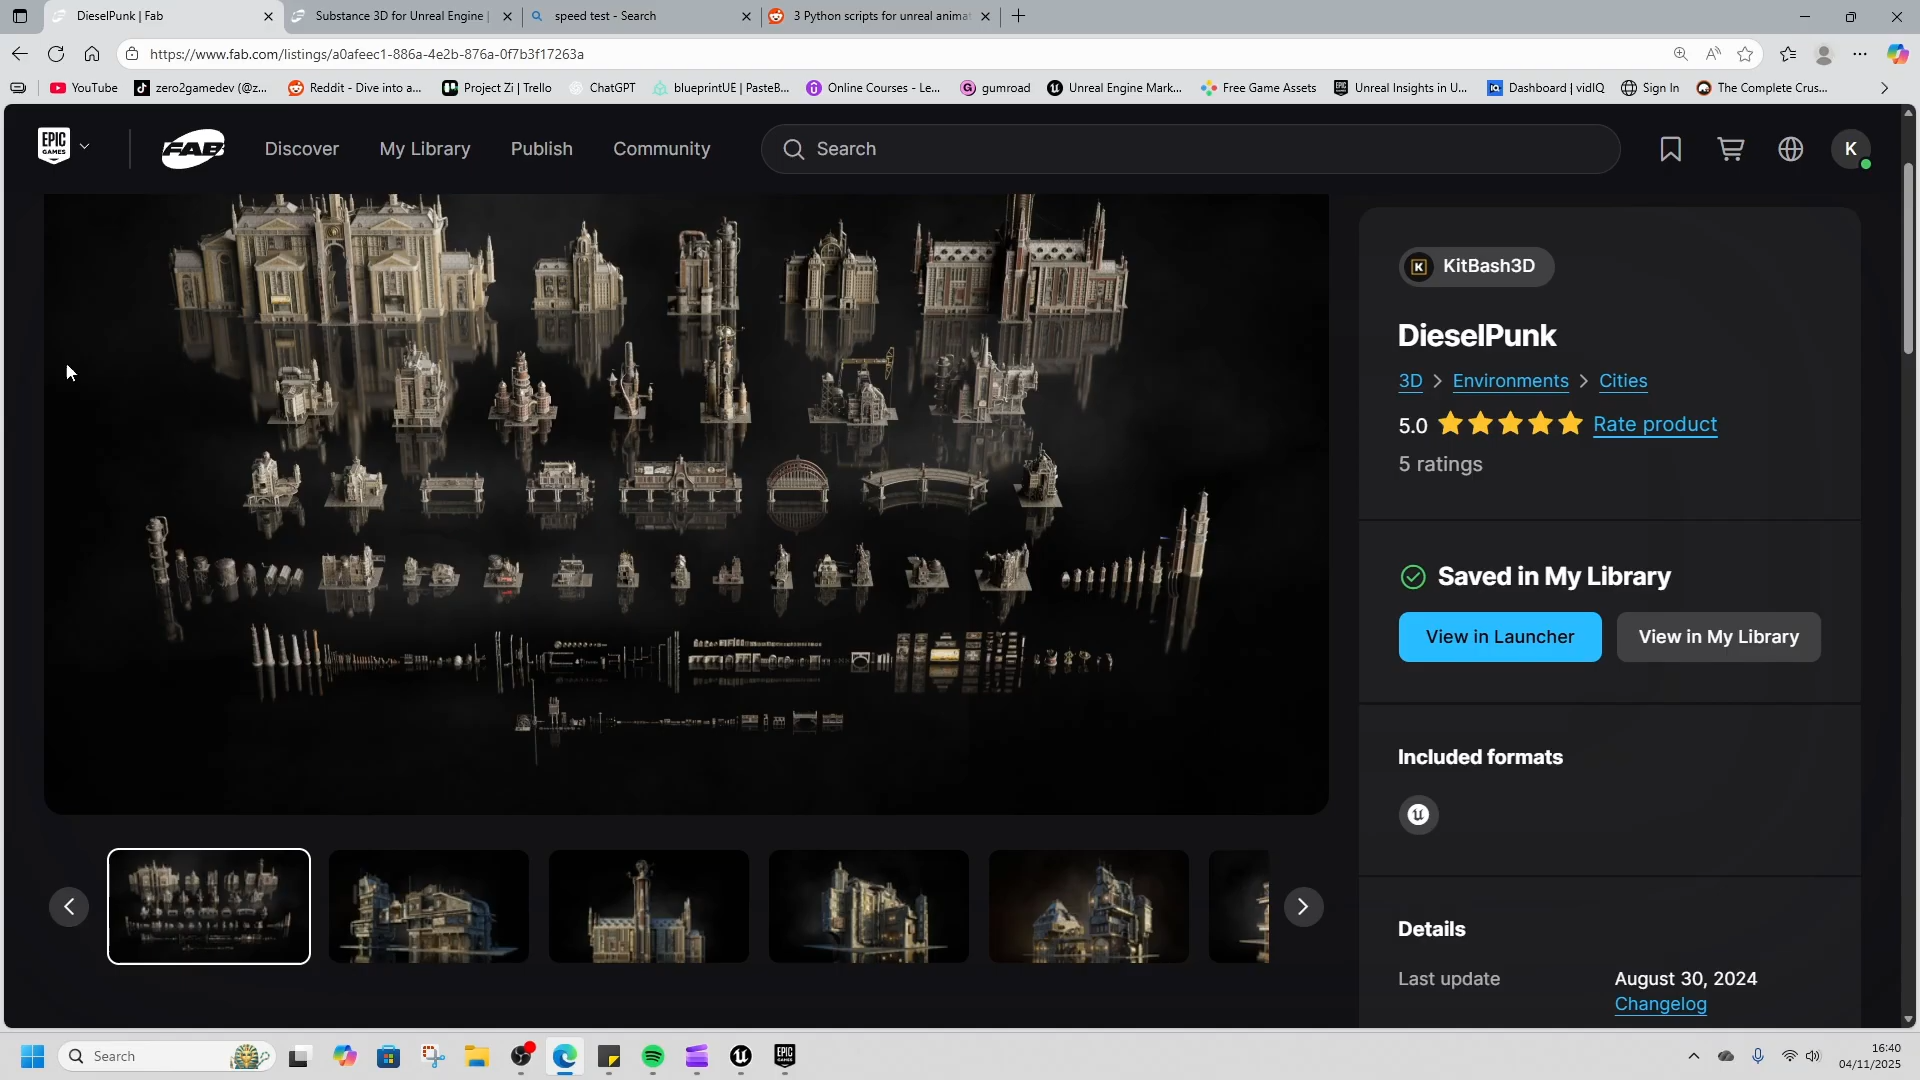 DieselPunk | Fab
Substance 3D for Unreal Engine |
speed test - Search
3 Python scripts for unreal animat
https://www.fab.com/listings/a0afeec1-886a-4e2b-876a-0f7b3f17263a
YouTube
zero2gamedev (@z...
Reddit - Dive into a...
Project Zi | Trello
ChatGPT
blueprintUE | PasteB...
Online Courses - Le...
gumroad
Unreal Engine Mark...
Free Game Assets
Unreal Insights in U...
Dashboard | vidIQ
Sign In
The Complete Crus...
EPIC GAMES
FAB
Discover
My Library
Publish
Community
Search
K
KitBash3D
DieselPunk
3D > Environments > Cities
5.0
Rate product
5 ratings
Saved in My Library
View in Launcher
View in My Library
Included formats
Details
Last update
August 30, 2024
Changelog
Search
16:40
04/11/2025